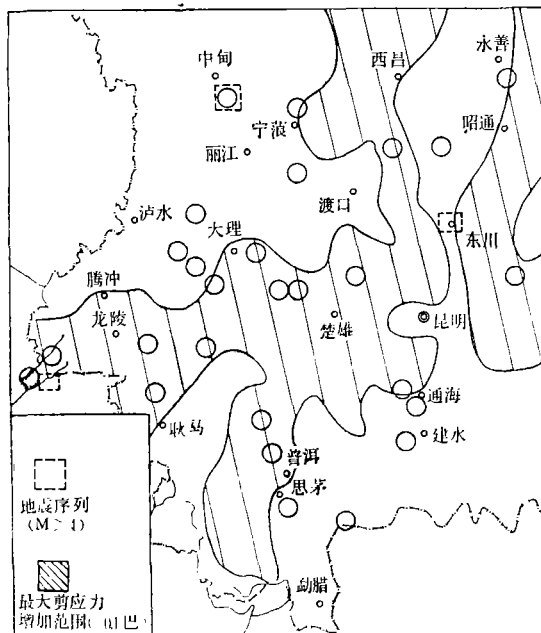 中甸
西昌
永善
宁蒗
昭通
丽江
渡口
泸水
大理
东川
腾冲
龙陵
楚雄
昆明
通海
耿马
建水
普洱
思茅
地震序列
最大剪应力
增加范围
勐腊